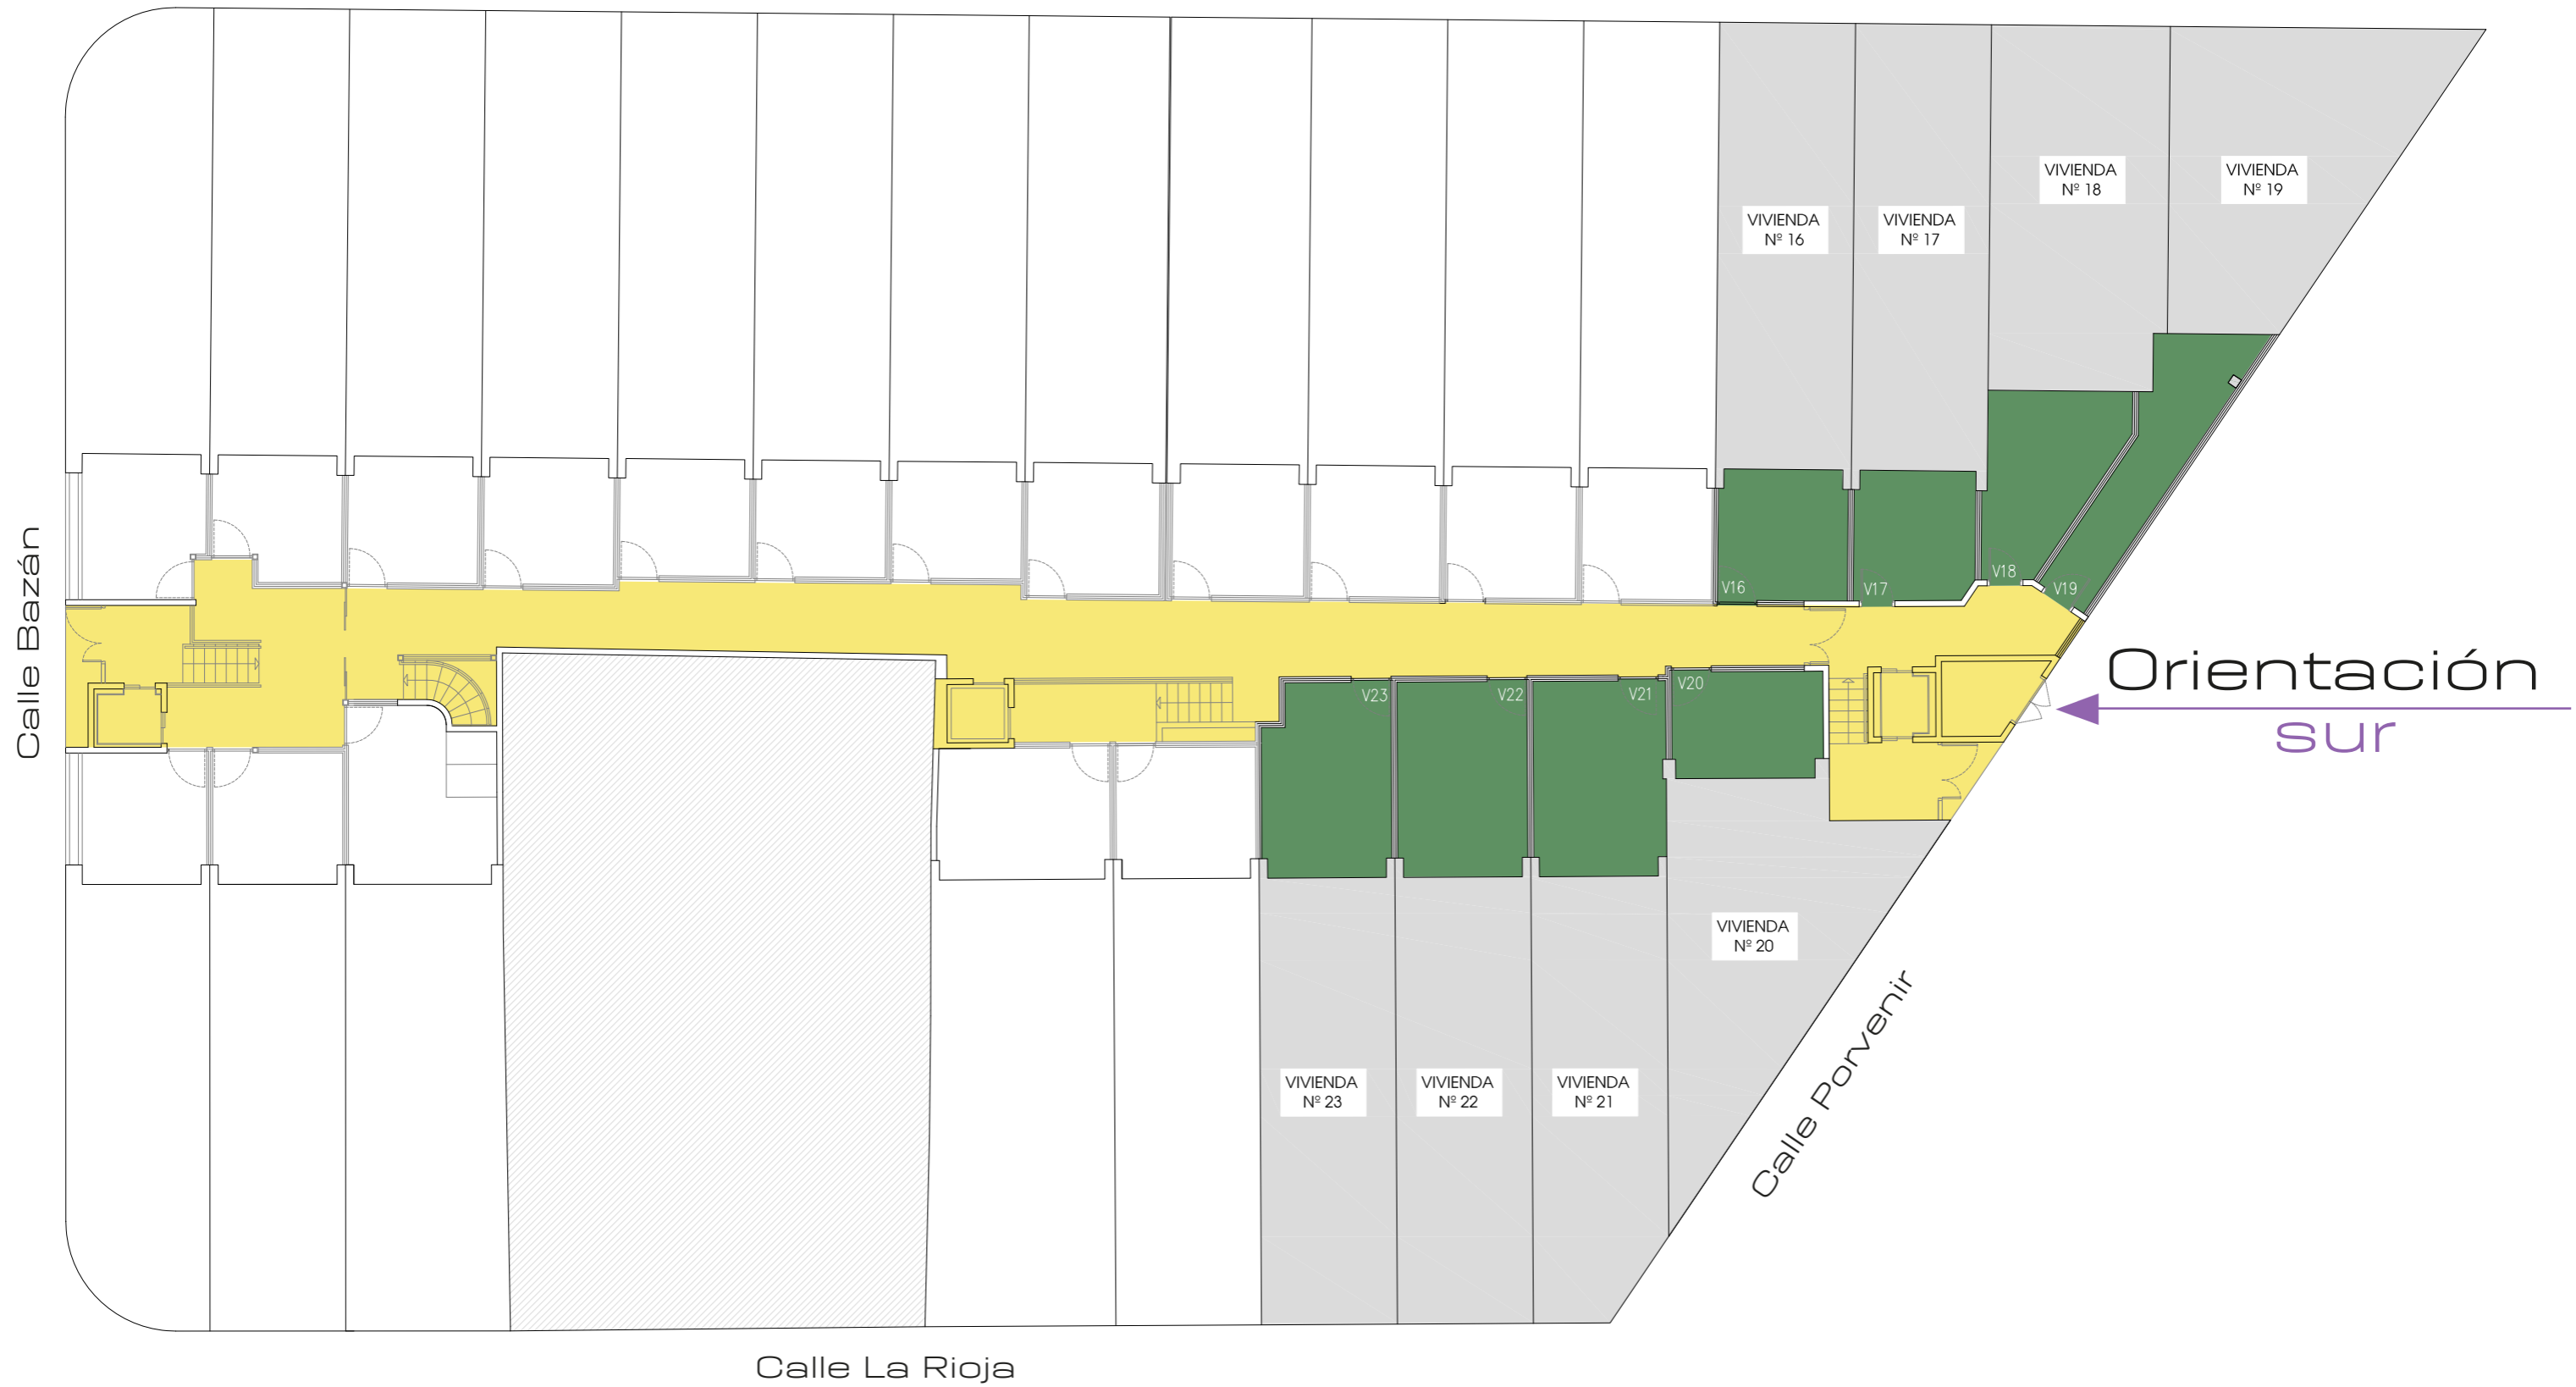 VIVIENDA
Nº 18
VIVIENDA
Nº 19
VIVIENDA
Nº 16
VIVIENDA
Nº 17
V16
V17
V18
V19
Calle Bazán
V23
V22
V21
V20
Orientación
sur
VIVIENDA
Nº 20
VIVIENDA
Nº 23
VIVIENDA
Nº 22
VIVIENDA
Nº 21
Calle Porvenir
Calle La Rioja